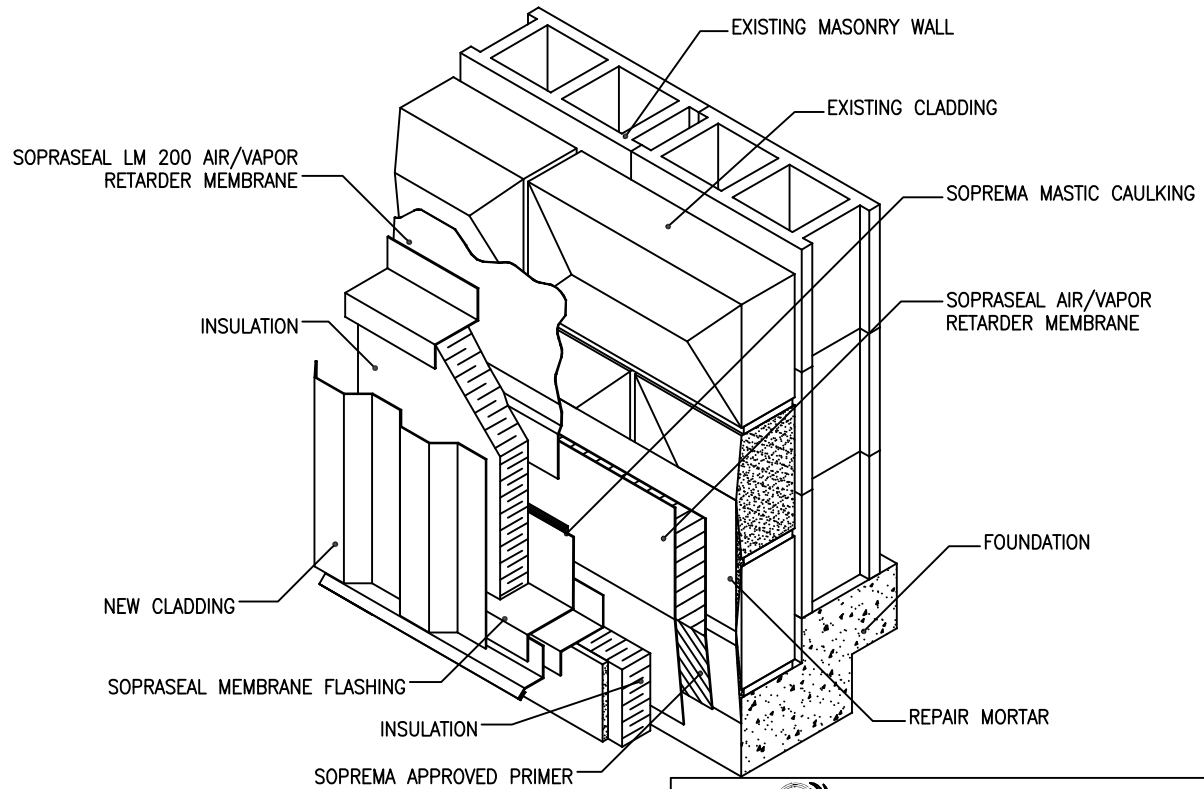 EXISTING MASONRY WALL
EXISTING CLADDING
SOPRASEAL LM 200 AIR/VAPOR
RETARDER MEMBRANE
SOPREMA MASTIC CAULKING
SOPRASEAL AIR/VAPOR
RETARDER MEMBRANE
INSULATION
FOUNDATION
NEW CLADDING
SOPRASEAL MEMBRANE FLASHING
INSULATION
REPAIR MORTAR
SOPREMA APPROVED PRIMER